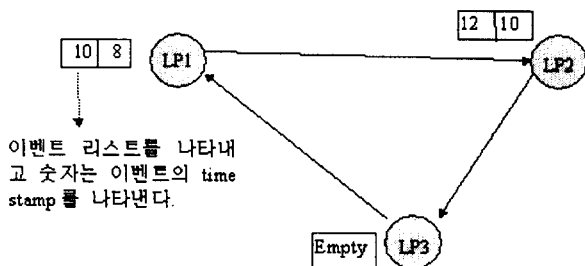 12 10
10 8
LP1
LP2
이벤트 리스트를 나타내
고 숫자는 이벤트의 time
stamp 를 나타낸다.
Empty
LP3